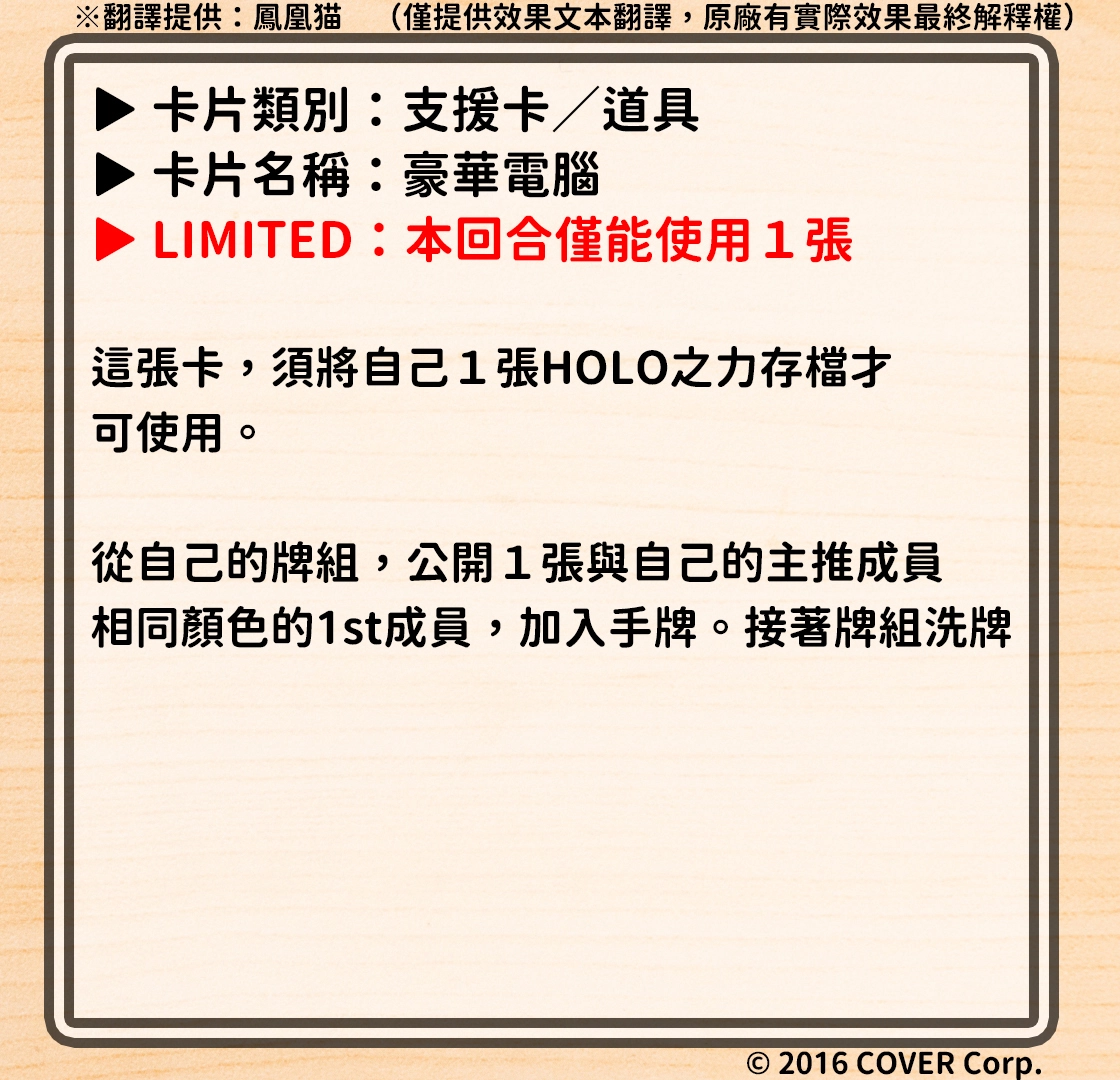 ※翻譯提供：鳳凰猫　（僅提供效果文本翻譯，原廠有實際效果最終解釋權）
▶ 卡片類別：支援卡／道具
▶ 卡片名稱：豪華電腦
▶ LIMITED：本回合僅能使用１張
這張卡，須將自己１張HOLO之力存檔才
可使用。
從自己的牌組，公開１張與自己的主推成員
相同顏色的1st成員，加入手牌。接著牌組洗牌
© 2016 COVER Corp.